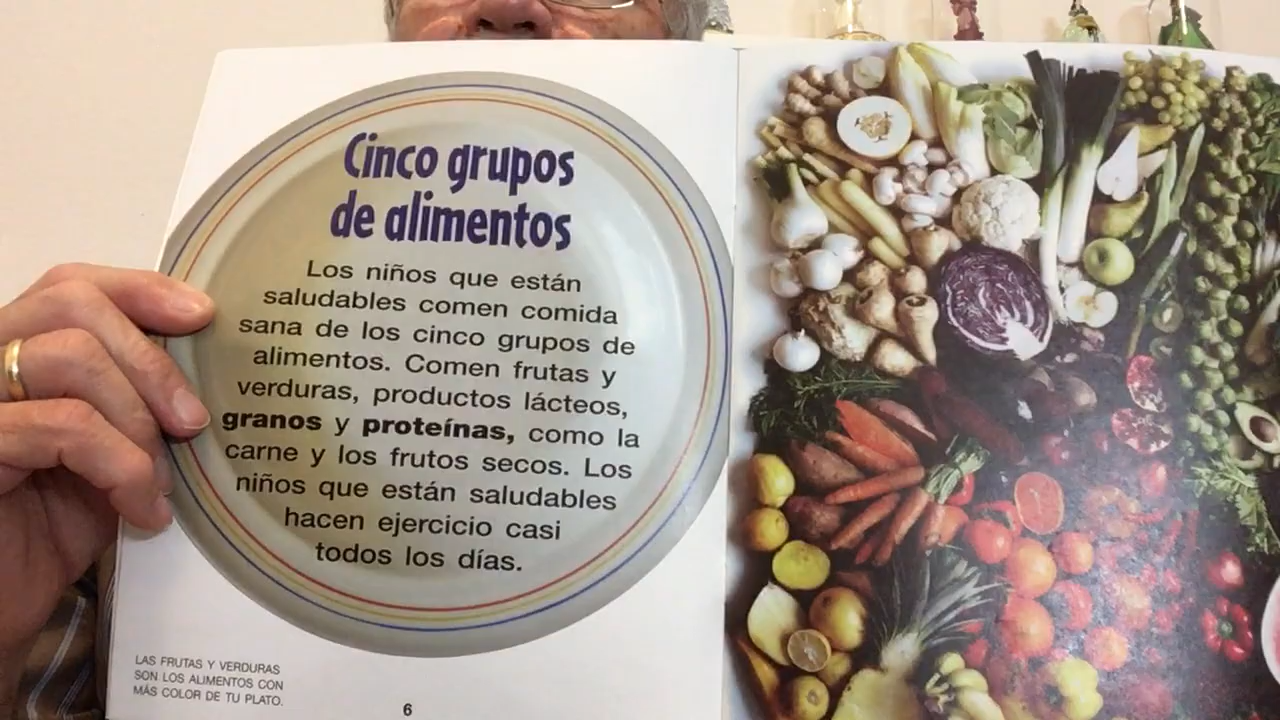 Cinco grupos
de alimentos
Los niños que están
saludables comen comida
sana de los cinco grupos de
alimentos. Comen frutas y
verduras, productos lácteos,
granos y proteínas, como la
carne y los frutos secos. Los
niños que están saludables
hacen ejercicio casi
todos los días.
LAS FRUTAS Y VERDURAS
SON LOS ALIMENTOS CON
MÁS COLOR DE TU PLATO.
6